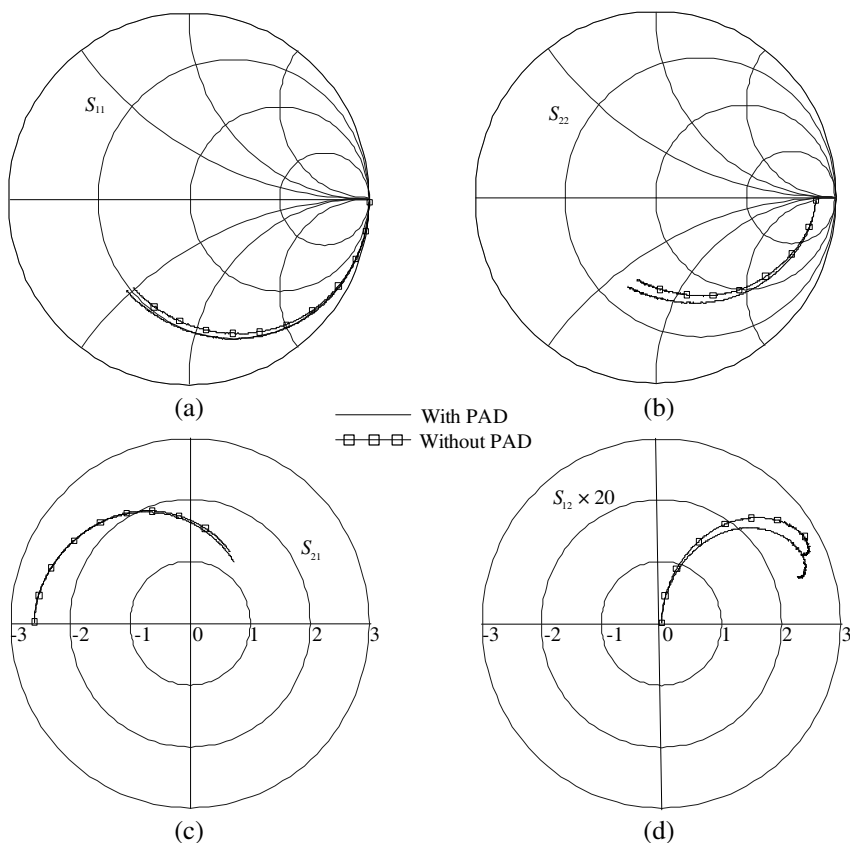 S₁₁
S₂₂
(a)
(b)
With PAD
Without PAD
S₂₁
-3 -2 -1 0 1 2 3
S₁₂ × 20
-3 -2 -1 0 1 2 3
(c)
(d)